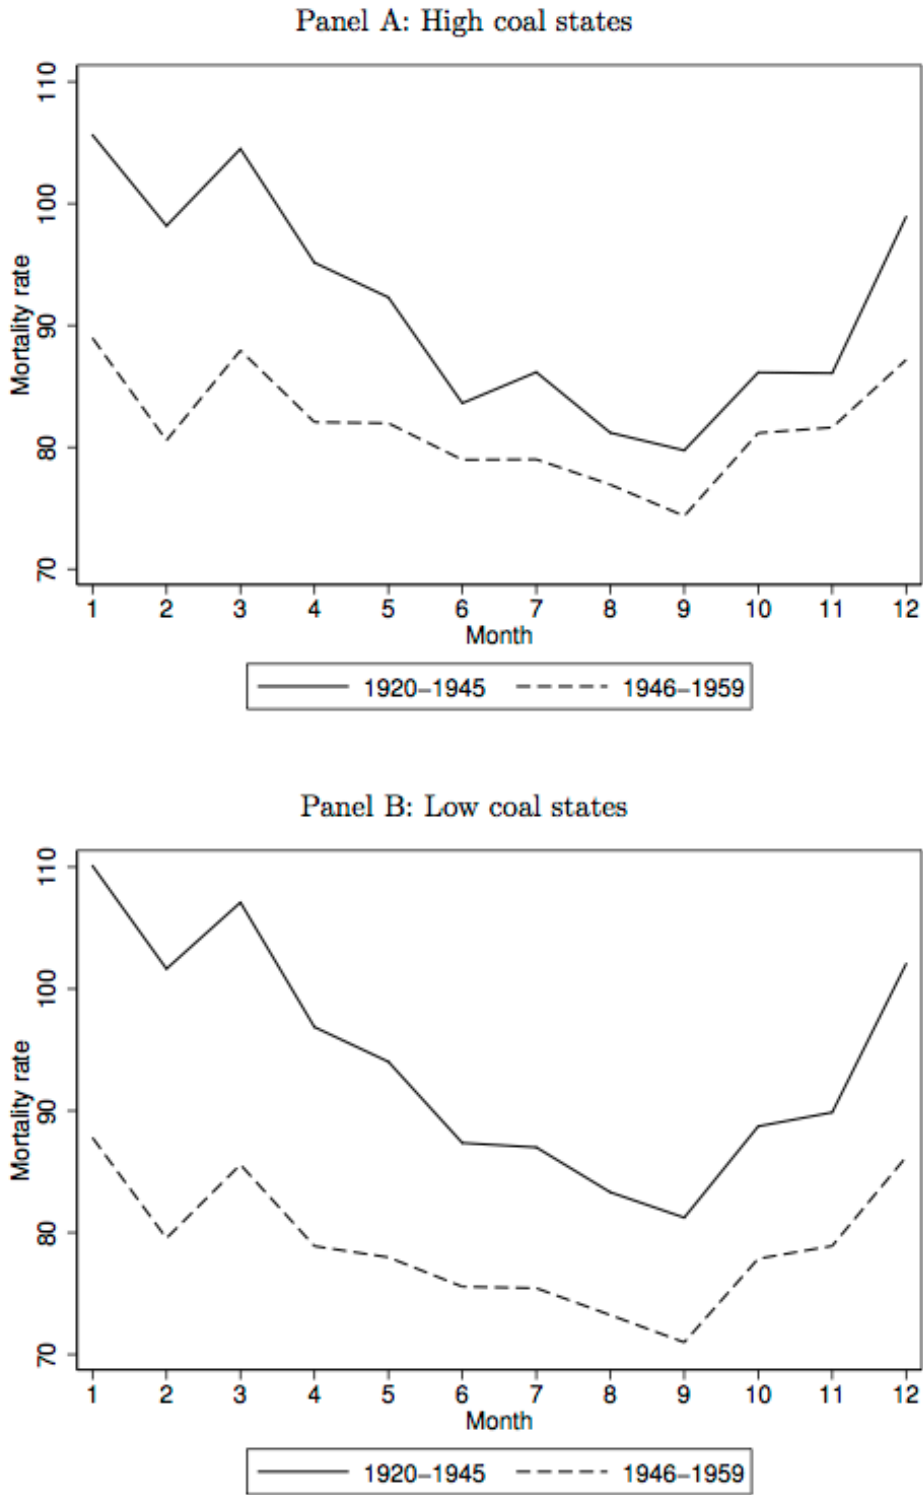 Panel A: High coal states
110
100
90
80
70
Mortality rate
1 2 3 4 5 6 7 8 9 10 11 12
Month
1920–1945 1946–1959
Panel B: Low coal states
110
100
90
80
70
Mortality rate
1 2 3 4 5 6 7 8 9 10 11 12
Month
1920–1945 1946–1959